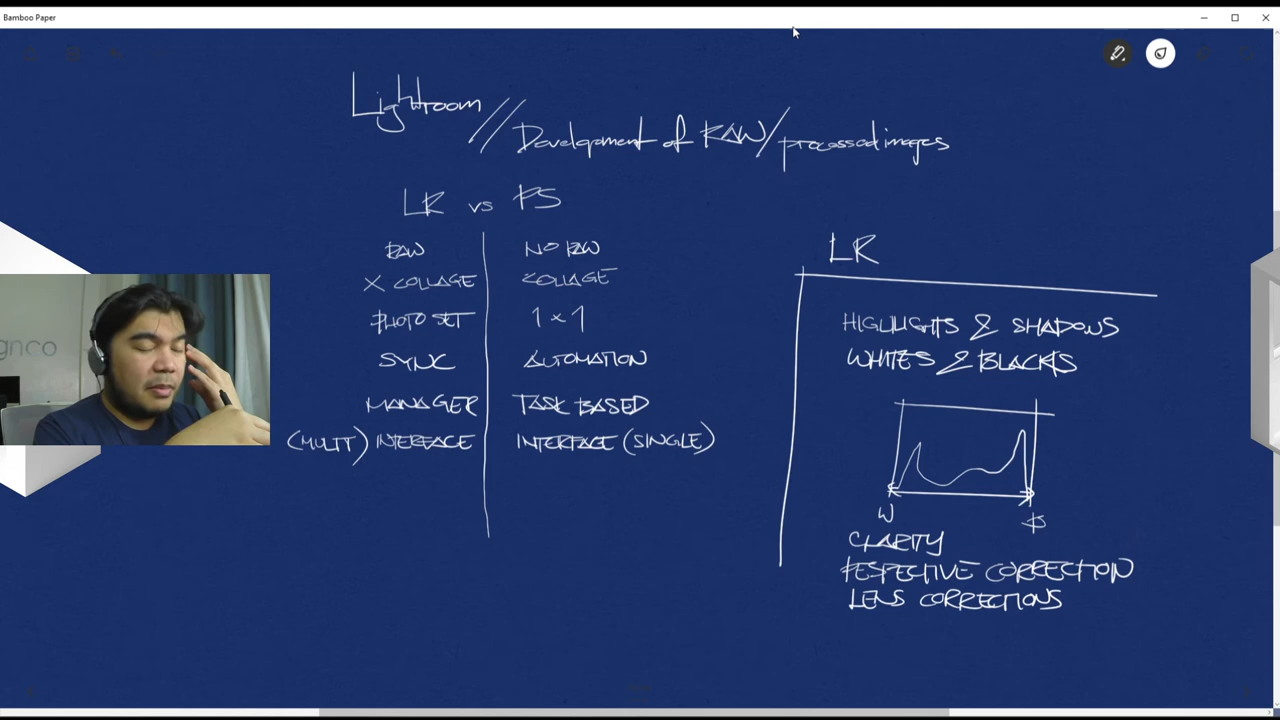 Bamboo Paper
Lightroom // Development of RAW/processed images
LR vs PS
RAW NO RAW
X COLLAGE COLLAGE
PHOTO SET 1 x 1
SYNC AUTOMATION
MANAGER TASK BASED
(MULTI) INTERFACE INTERFACE (SINGLE)
LR
HIGHLIGHTS & SHADOWS
WHITES & BLACKS
W B
CLARITY
PESPECTIVE CORRECTION
LENS CORRECTIONS
gnco